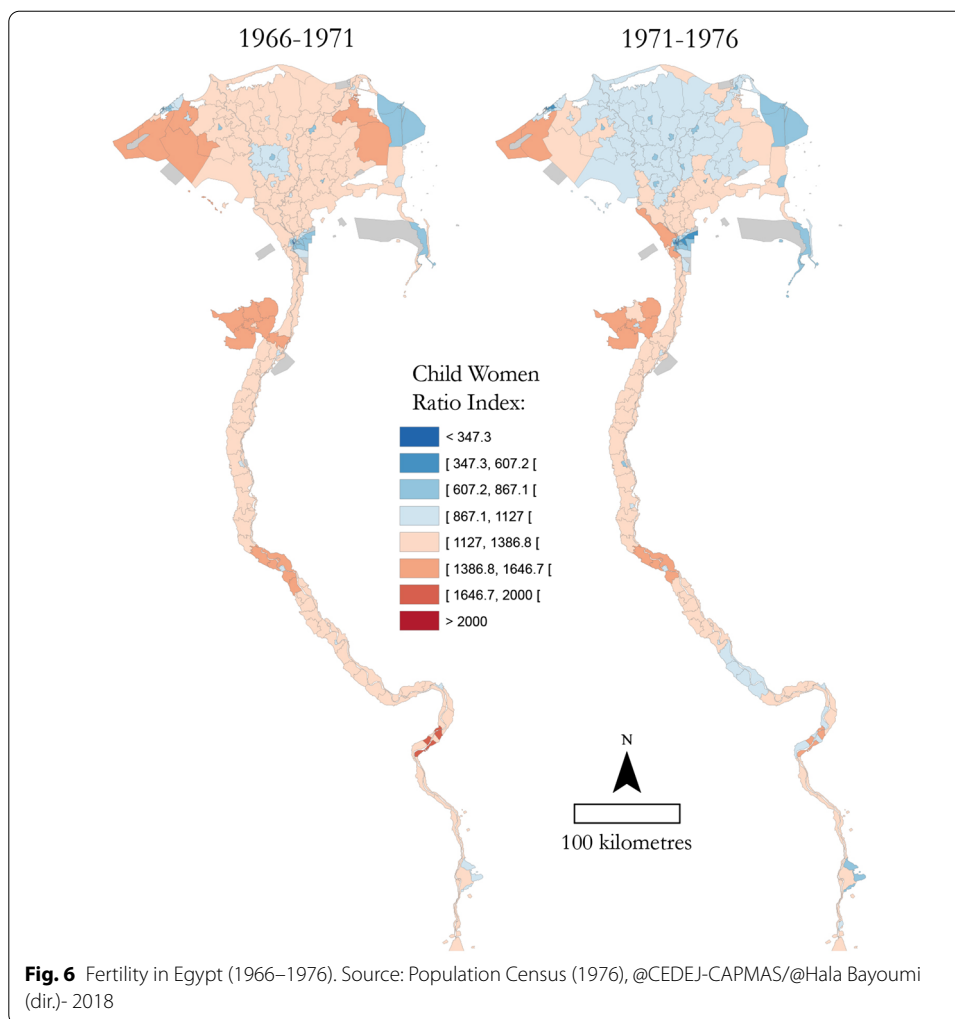 1966-1971
1971-1976
Child Women
Ratio Index:
< 347.3
[ 347.3, 607.2 [
[ 607.2, 867.1 [
[ 867.1, 1127 [
[ 1127, 1386.8 [
[ 1386.8, 1646.7 [
[ 1646.7, 2000 [
> 2000
N
100 kilometres
Fig. 6 Fertility in Egypt (1966–1976). Source: Population Census (1976), @CEDEJ-CAPMAS/@Hala Bayoumi
(dir.)- 2018